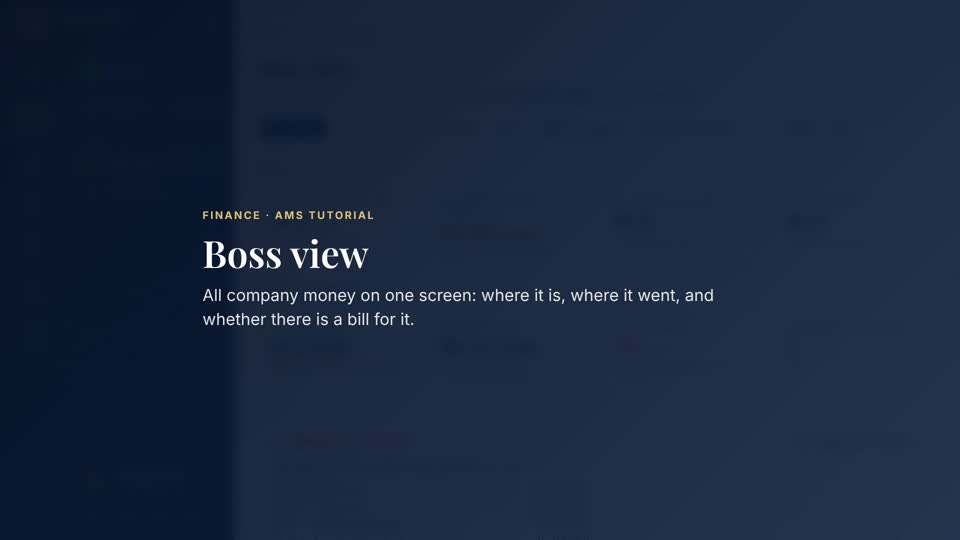 FINANCE · AMS TUTORIAL
Boss view
All company money on one screen: where it is, where it went, and
whether there is a bill for it.